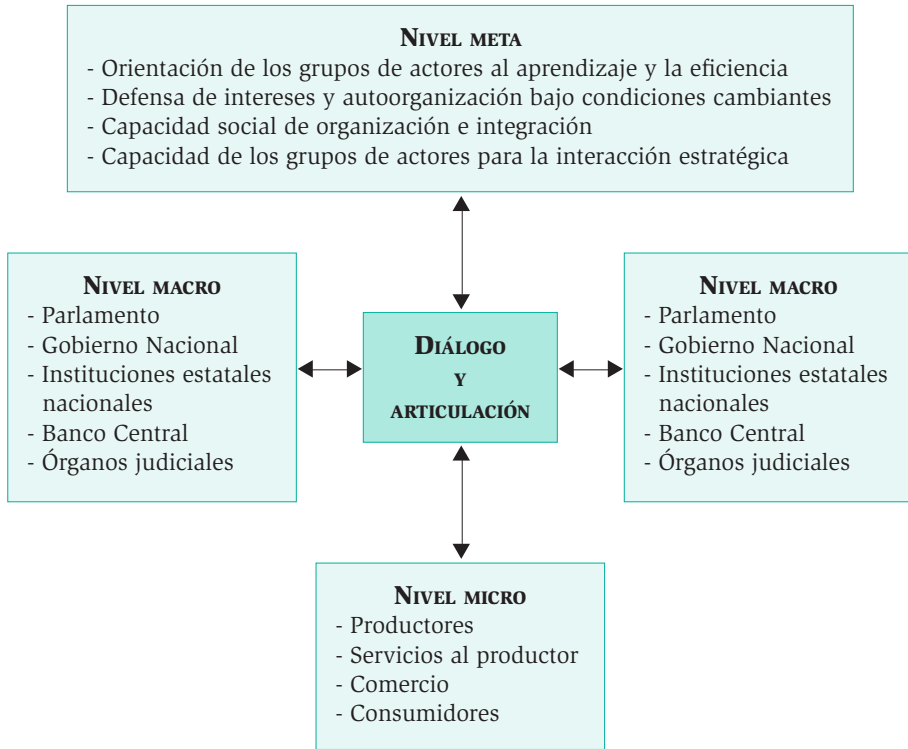 NIVEL META
- Orientación de los grupos de actores al aprendizaje y la eficiencia
- Defensa de intereses y autoorganización bajo condiciones cambiantes
- Capacidad social de organización e integración
- Capacidad de los grupos de actores para la interacción estratégica
NIVEL MACRO
- Parlamento
- Gobierno Nacional
- Instituciones estatales
nacionales
- Banco Central
- Órganos judiciales
DIÁLOGO
Y
ARTICULACIÓN
NIVEL MACRO
- Parlamento
- Gobierno Nacional
- Instituciones estatales
nacionales
- Banco Central
- Órganos judiciales
NIVEL MICRO
- Productores
- Servicios al productor
- Comercio
- Consumidores